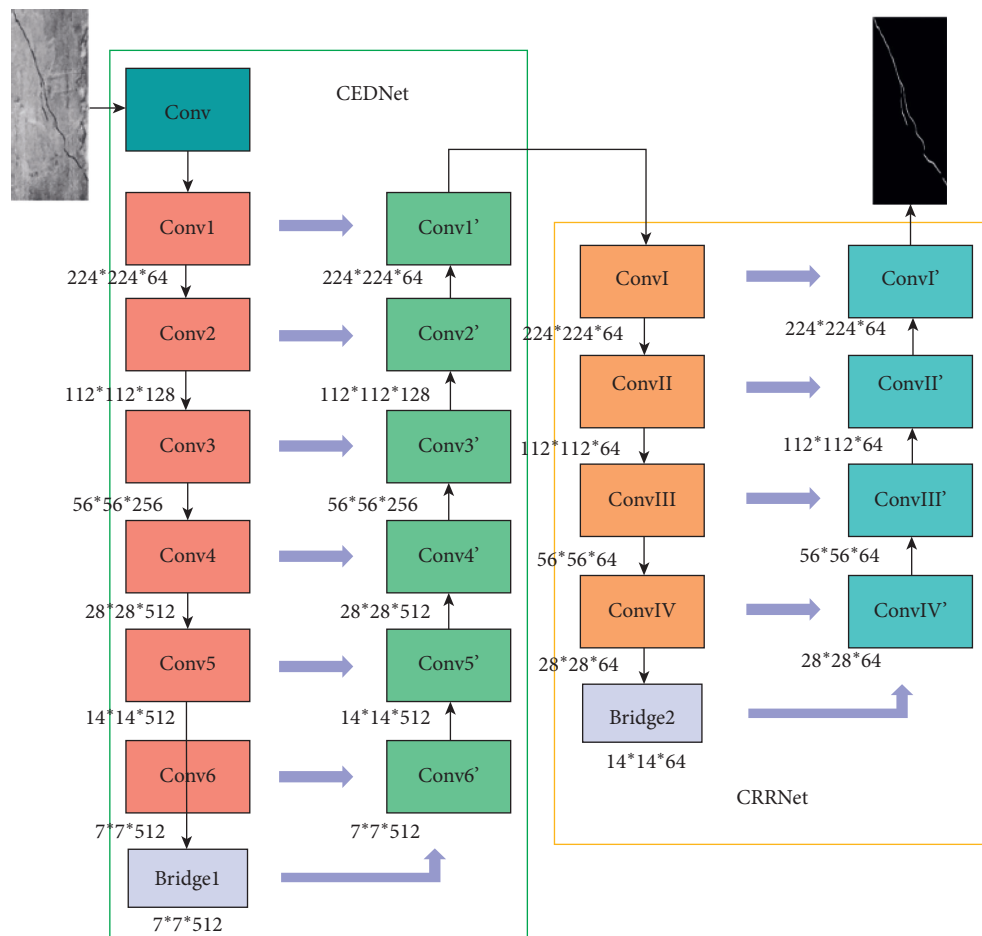 CEDNet
Conv
Conv1
224*224*64
Conv2
112*112*128
Conv3
56*56*256
Conv4
28*28*512
Conv5
14*14*512
Conv6
7*7*512
Bridge1
7*7*512
Conv1’
224*224*64
Conv2’
112*112*128
Conv3’
56*56*256
Conv4’
28*28*512
Conv5’
14*14*512
Conv6’
7*7*512
ConvI
224*224*64
ConvII
112*112*64
ConvIII
56*56*64
ConvIV
28*28*64
Bridge2
14*14*64
ConvI’
224*224*64
ConvII’
112*112*64
ConvIII’
56*56*64
ConvIV’
28*28*64
CRRNet